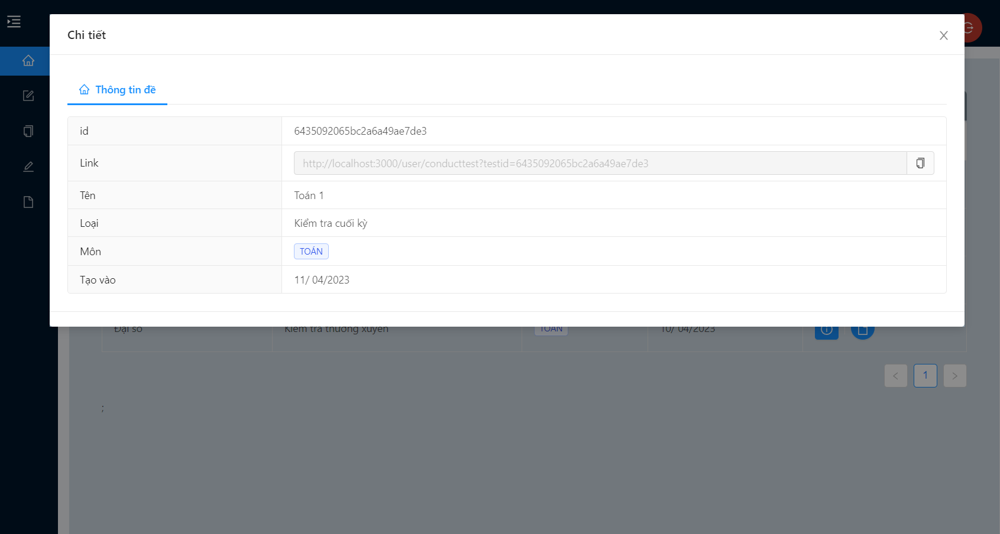 Chi tiết
Thông tin đề
id 6435092065bc2a6a49ae7de3
Link http://localhost:3000/user/conducttest?testid=6435092065bc2a6a49ae7de3
Tên Toán 1
Loại Kiểm tra cuối kỳ
Môn TOÁN
Tạo vào 11/ 04/2023
Đại số Kiểm tra thường xuyên TOÁN 10/ 04/2023
1
;